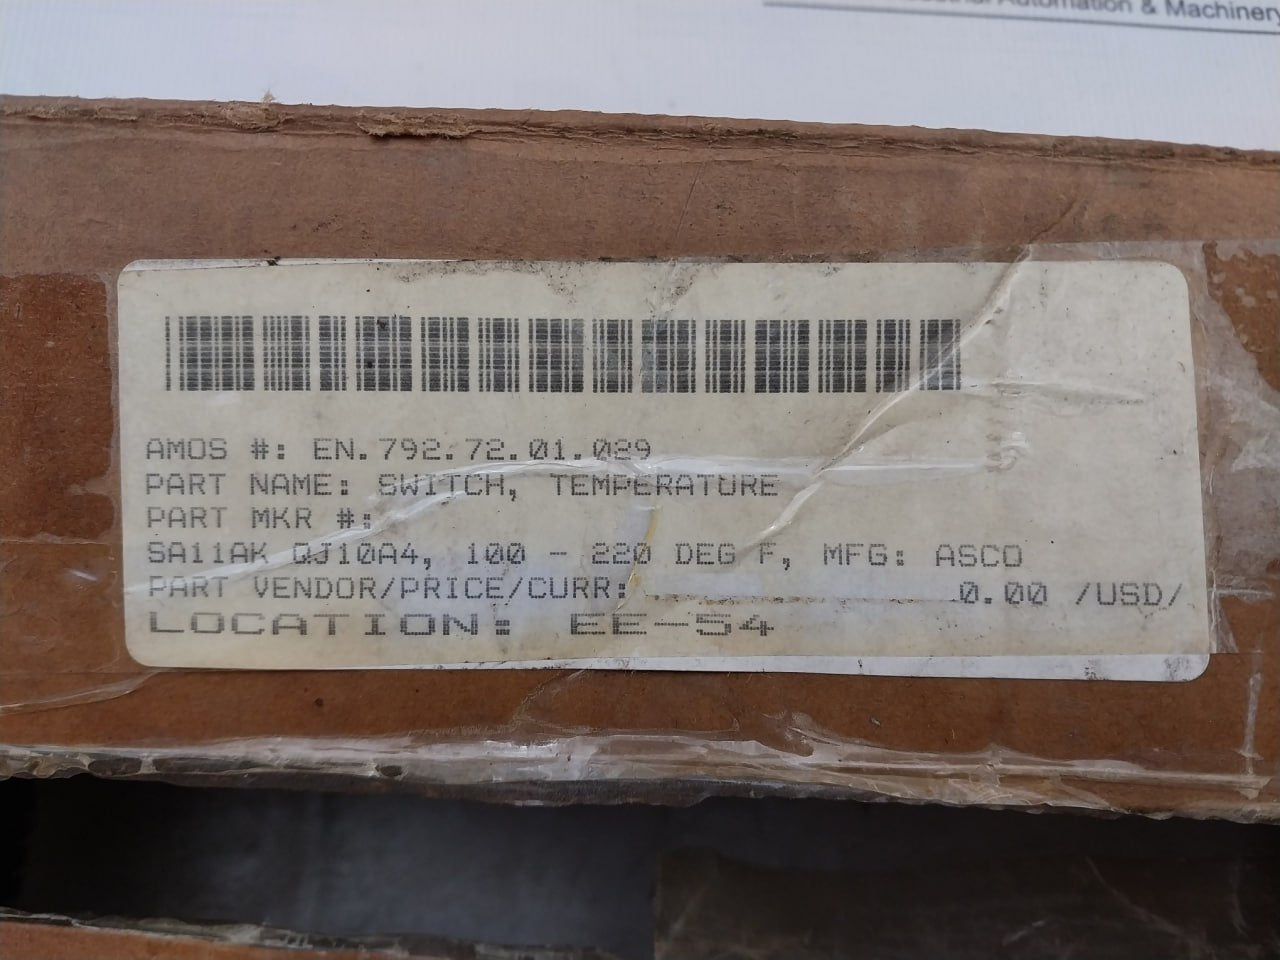 Automation & Machinery
AMOS #: EN.792.72.01.029
PART NAME: SWITCH, TEMPERATURE
PART MKR #:
SA11AK QJ10A4, 100 - 220 DEG F, MFG: ASCO
PART VENDOR/PRICE/CURR: 0.00 /USD/
LOCATION: EE-54